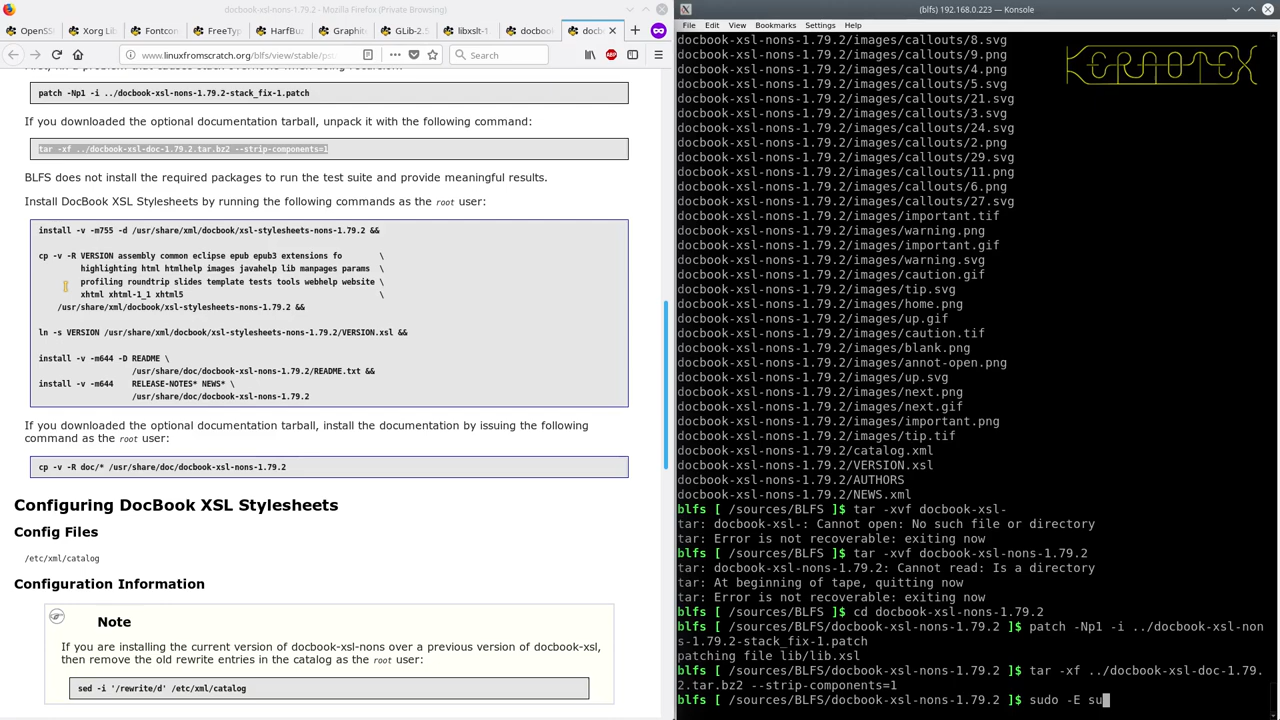 docbook-xsl-nons-1.79.2 - Mozilla Firefox (Private Browsing)
OpenSS
Xorg Lib
Fontcon
FreeTyp
HarfBuz
Graphit
GLib-2.5
libxslt-1
docboo
docb
www.linuxfromscratch.org/blfs/view/stable/pst
Search
patch -Np1 -i ../docbook-xsl-nons-1.79.2-stack_fix-1.patch
If you downloaded the optional documentation tarball, unpack it with the following command:
tar -xf ../docbook-xsl-doc-1.79.2.tar.bz2 --strip-components=1
BLFS does not install the required packages to run the test suite and provide meaningful results.
Install DocBook XSL Stylesheets by running the following commands as the root user:
install -v -m755 -d /usr/share/xml/docbook/xsl-stylesheets-nons-1.79.2 &&
cp -v -R VERSION assembly common eclipse epub epub3 extensions fo \
highlighting html htmlhelp images javahelp lib manpages params \
profiling roundtrip slides template tests tools webhelp website \
xhtml xhtml-1_1 xhtml5 \
/usr/share/xml/docbook/xsl-stylesheets-nons-1.79.2 &&
ln -s VERSION /usr/share/xml/docbook/xsl-stylesheets-nons-1.79.2/VERSION.xsl &&
install -v -m644 -D README \
/usr/share/doc/docbook-xsl-nons-1.79.2/README.txt &&
install -v -m644 RELEASE-NOTES* NEWS* \
/usr/share/doc/docbook-xsl-nons-1.79.2
If you downloaded the optional documentation tarball, install the documentation by issuing the following
command as the root user:
cp -v -R doc/* /usr/share/doc/docbook-xsl-nons-1.79.2
Configuring DocBook XSL Stylesheets
Config Files
/etc/xml/catalog
Configuration Information
Note
If you are installing the current version of docbook-xsl-nons over a previous version of docbook-xsl,
then remove the old rewrite entries in the catalog as the root user:
sed -i '/rewrite/d' /etc/xml/catalog
(blfs) 192.168.0.223 — Konsole
File Edit View Bookmarks Settings Help
KERAOTEX
docbook-xsl-nons-1.79.2/images/callouts/8.svg
docbook-xsl-nons-1.79.2/images/callouts/9.png
docbook-xsl-nons-1.79.2/images/callouts/4.png
docbook-xsl-nons-1.79.2/images/callouts/5.svg
docbook-xsl-nons-1.79.2/images/callouts/21.svg
docbook-xsl-nons-1.79.2/images/callouts/3.svg
docbook-xsl-nons-1.79.2/images/callouts/24.svg
docbook-xsl-nons-1.79.2/images/callouts/2.png
docbook-xsl-nons-1.79.2/images/callouts/29.svg
docbook-xsl-nons-1.79.2/images/callouts/11.png
docbook-xsl-nons-1.79.2/images/callouts/6.png
docbook-xsl-nons-1.79.2/images/callouts/27.svg
docbook-xsl-nons-1.79.2/images/important.tif
docbook-xsl-nons-1.79.2/images/warning.png
docbook-xsl-nons-1.79.2/images/important.gif
docbook-xsl-nons-1.79.2/images/warning.svg
docbook-xsl-nons-1.79.2/images/caution.gif
docbook-xsl-nons-1.79.2/images/tip.svg
docbook-xsl-nons-1.79.2/images/home.png
docbook-xsl-nons-1.79.2/images/up.gif
docbook-xsl-nons-1.79.2/images/caution.tif
docbook-xsl-nons-1.79.2/images/blank.png
docbook-xsl-nons-1.79.2/images/annot-open.png
docbook-xsl-nons-1.79.2/images/up.svg
docbook-xsl-nons-1.79.2/images/next.png
docbook-xsl-nons-1.79.2/images/next.gif
docbook-xsl-nons-1.79.2/images/important.png
docbook-xsl-nons-1.79.2/images/tip.tif
docbook-xsl-nons-1.79.2/catalog.xml
docbook-xsl-nons-1.79.2/VERSION.xsl
docbook-xsl-nons-1.79.2/AUTHORS
docbook-xsl-nons-1.79.2/NEWS.xml
blfs [ /sources/BLFS ]$ tar -xvf docbook-xsl-
tar: docbook-xsl-: Cannot open: No such file or directory
tar: Error is not recoverable: exiting now
blfs [ /sources/BLFS ]$ tar -xvf docbook-xsl-nons-1.79.2
tar: docbook-xsl-nons-1.79.2: Cannot read: Is a directory
tar: At beginning of tape, quitting now
tar: Error is not recoverable: exiting now
blfs [ /sources/BLFS ]$ cd docbook-xsl-nons-1.79.2
blfs [ /sources/BLFS/docbook-xsl-nons-1.79.2 ]$ patch -Np1 -i ../docbook-xsl-non
s-1.79.2-stack_fix-1.patch
patching file lib/lib.xsl
blfs [ /sources/BLFS/docbook-xsl-nons-1.79.2 ]$ tar -xf ../docbook-xsl-doc-1.79.
2.tar.bz2 --strip-components=1
blfs [ /sources/BLFS/docbook-xsl-nons-1.79.2 ]$ sudo -E su